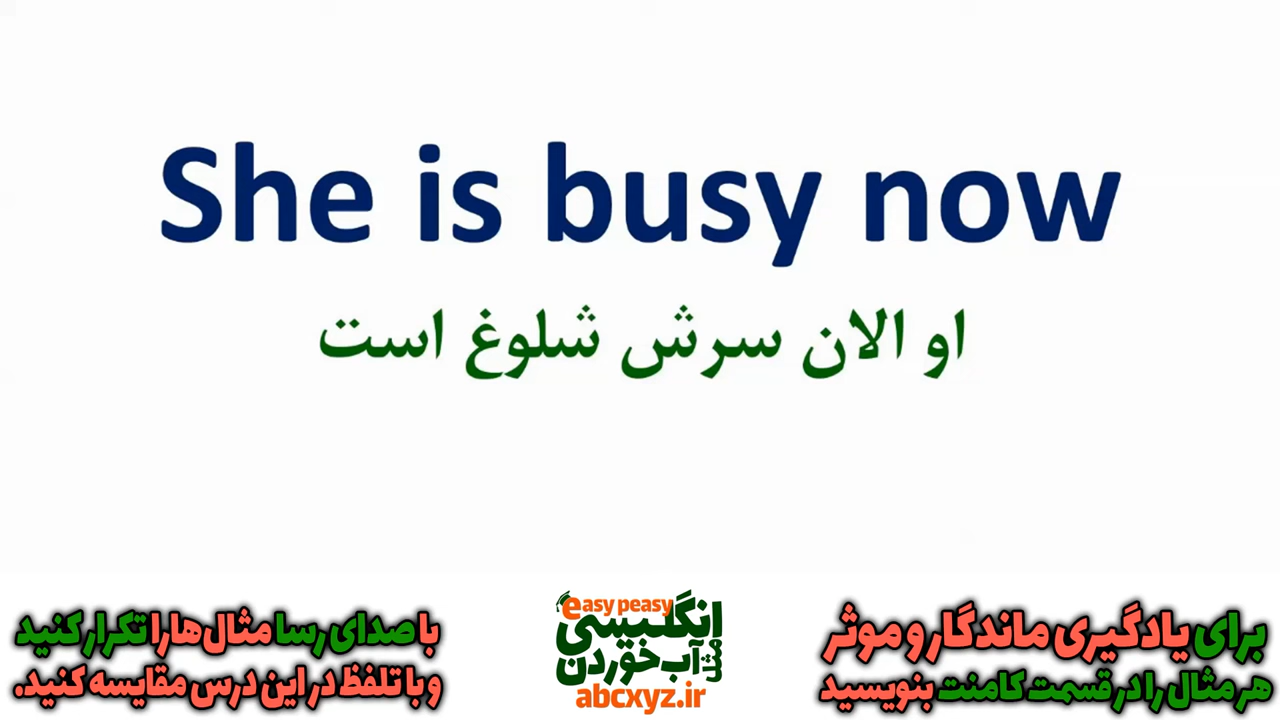 She is busy now
او الان سرش شلوغ است
برای یادگیری ماندگار و موثر
هر مثال را در قسمت کامنت بنویسید
easy peasy
انگلیسی
مثل
آب خوردن
abcxyz.ir
با صدای رسا مثال‌ها را تکرار کنید
و با تلفظ در این درس مقایسه کنید.